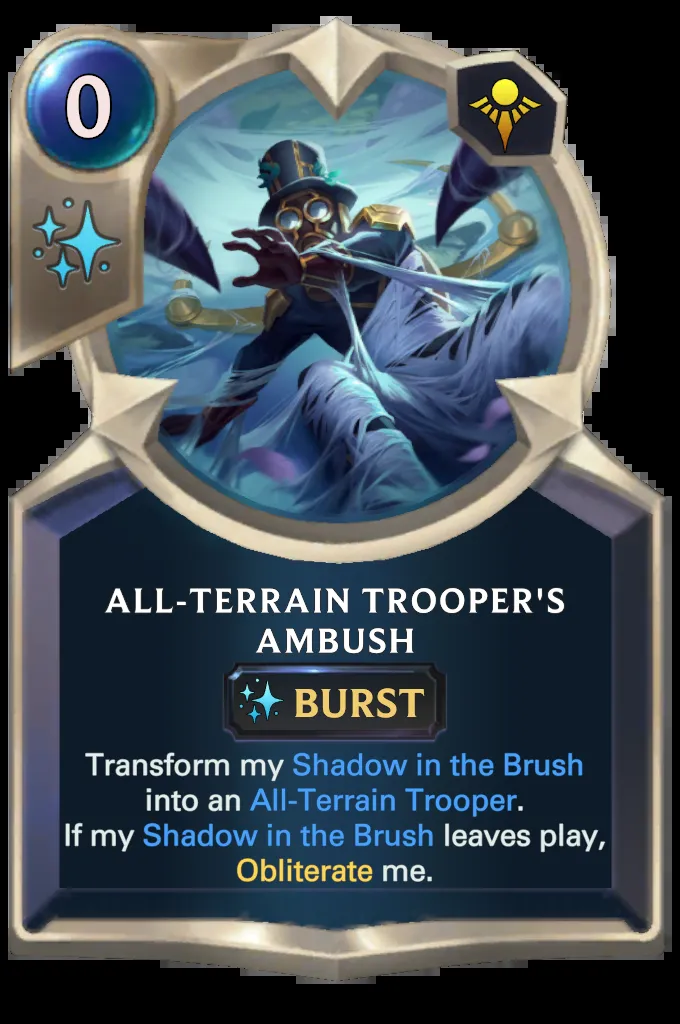 0
ALL-TERRAIN TROOPER'S
AMBUSH
BURST
Transform my Shadow in the Brush
into an All-Terrain Trooper.
If my Shadow in the Brush leaves play,
Obliterate me.